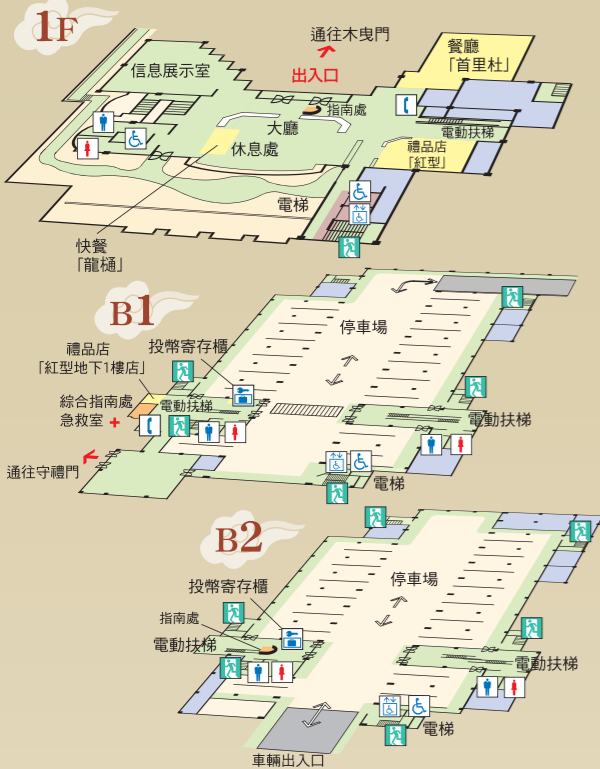 1F
通往木曳門
出入口
餐廳
「首里杜」
信息展示室
指南處
大廳
電動扶梯
休息處
禮品店
「紅型」
電梯
快餐
「龍樋」
B1
停車場
禮品店
「紅型地下1樓店」
投幣寄存櫃
綜合指南處
急救室
電動扶梯
電動扶梯
通往守禮門
電梯
B2
停車場
投幣寄存櫃
指南處
電動扶梯
電動扶梯
電梯
車輛出入口